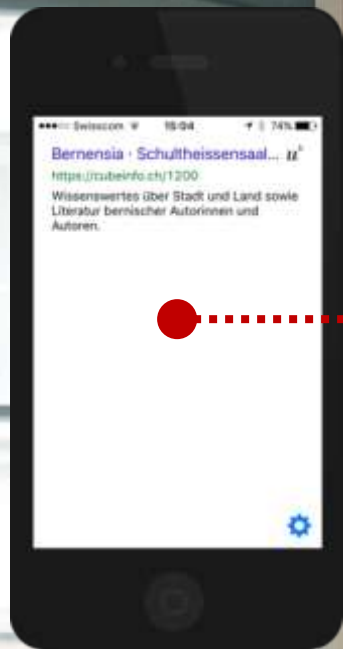 Swisscom 15:04 74%
Bernensia · Schultheissensaal... uᵇ
https://cubeinfo.ch/1200
Wissenswertes über Stadt und Land sowie
Literatur bernischer Autorinnen und
Autoren.